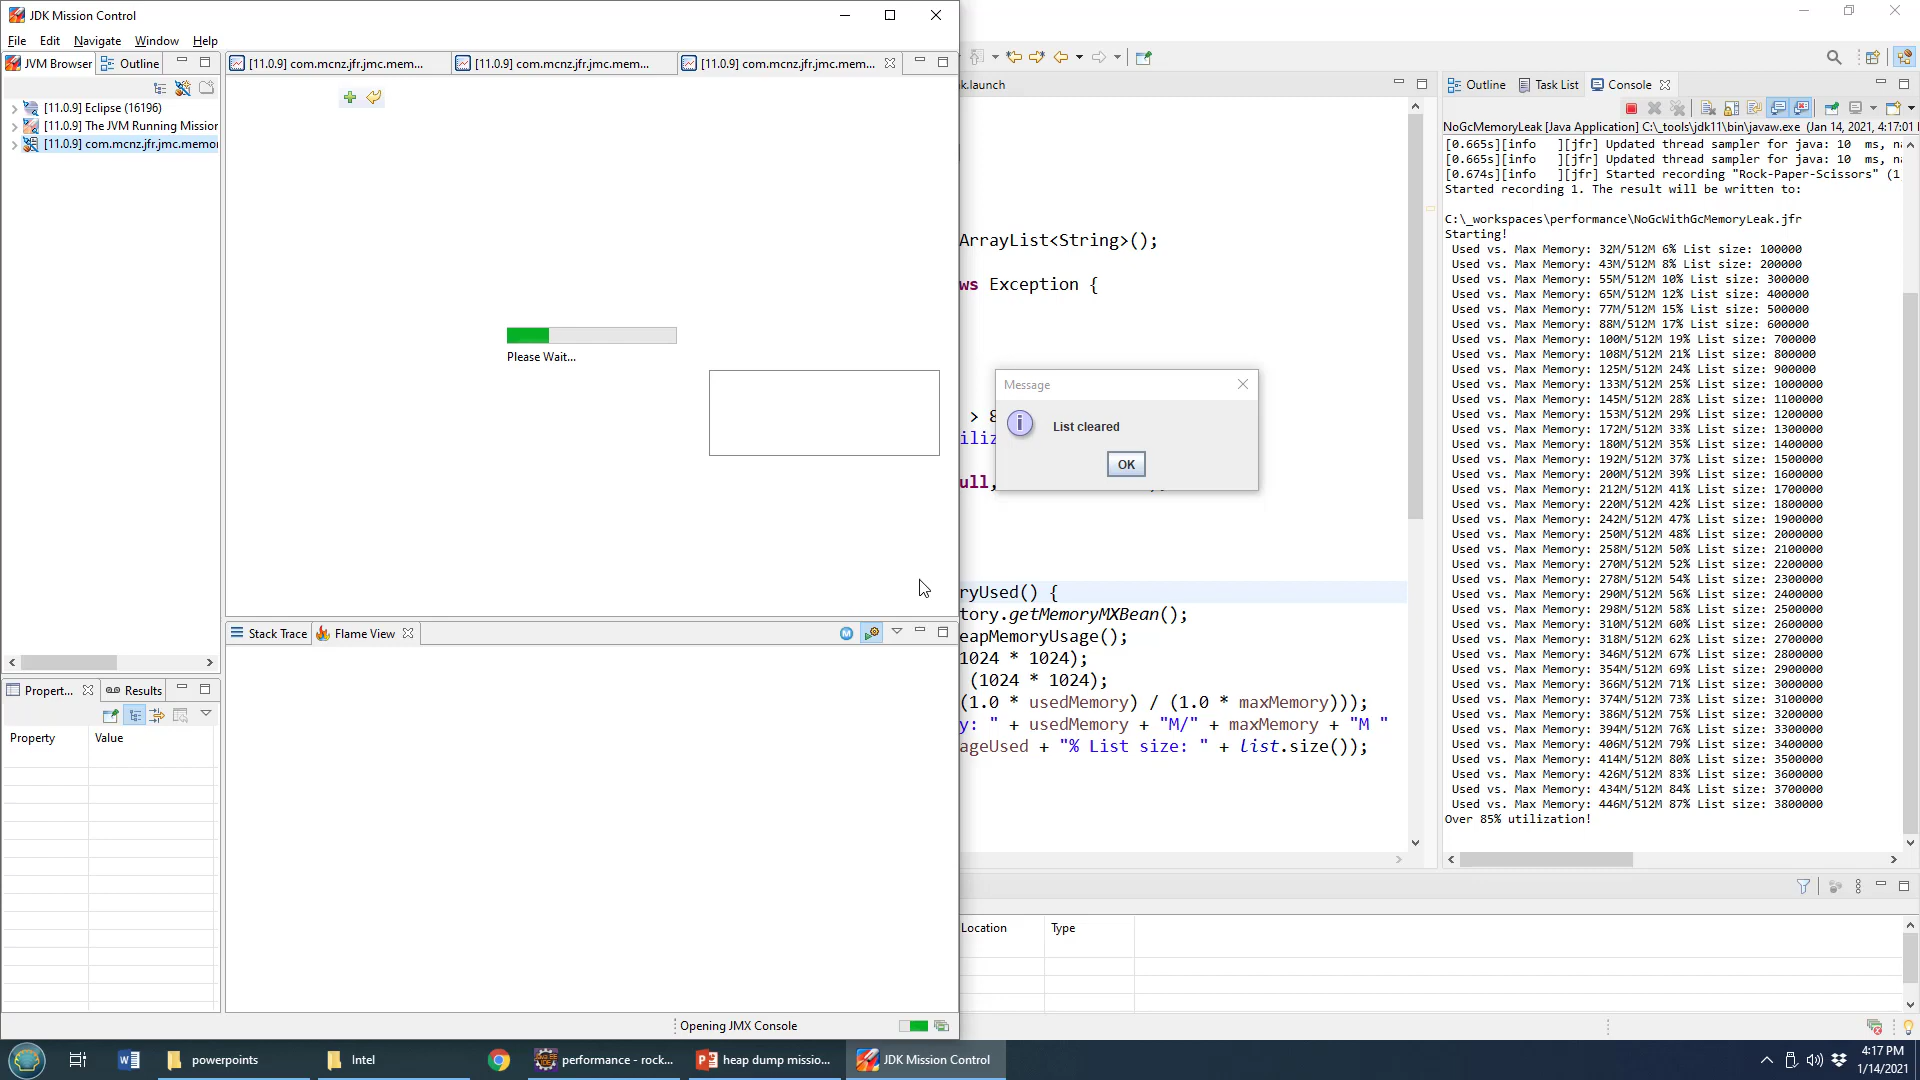 JDK Mission Control
File Edit Navigate Window Help
JVM Browser Outline
[11.0.9] Eclipse (16196)
[11.0.9] The JVM Running Mission
[11.0.9] com.mcnz.jfr.jmc.memor
[11.0.9] com.mcnz.jfr.jmc.mem... [11.0.9] com.mcnz.jfr.jmc.mem... [11.0.9] com.mcnz.jfr.jmc.mem...
Please Wait...
Stack Trace Flame View
Propert... Results
Property Value
Opening JMX Console
k.launch
ArrayList<String>();
ws Exception {
> 8
iliz
ull,
ryUsed() {
tory.getMemoryMXBean();
eapMemoryUsage();
1024 * 1024);
(1024 * 1024);
(1.0 * usedMemory) / (1.0 * maxMemory)));
y: " + usedMemory + "M/" + maxMemory + "M "
ageUsed + "% List size: " + list.size());
Message
List cleared
OK
Location Type
Outline Task List Console
NoGcMemoryLeak [Java Application] C:\_tools\jdk11\bin\javaw.exe (Jan 14, 2021, 4:17:01 
[0.665s][info ][jfr] Updated thread sampler for java: 10 ms, na
[0.665s][info ][jfr] Updated thread sampler for java: 10 ms, na
[0.674s][info ][jfr] Started recording "Rock-Paper-Scissors" (1
Started recording 1. The result will be written to:
C:\_workspaces\performance\NoGcWithGcMemoryLeak.jfr
Starting!
Used vs. Max Memory: 32M/512M 6% List size: 100000
Used vs. Max Memory: 43M/512M 8% List size: 200000
Used vs. Max Memory: 55M/512M 10% List size: 300000
Used vs. Max Memory: 65M/512M 12% List size: 400000
Used vs. Max Memory: 77M/512M 15% List size: 500000
Used vs. Max Memory: 88M/512M 17% List size: 600000
Used vs. Max Memory: 100M/512M 19% List size: 700000
Used vs. Max Memory: 108M/512M 21% List size: 800000
Used vs. Max Memory: 125M/512M 24% List size: 900000
Used vs. Max Memory: 133M/512M 25% List size: 1000000
Used vs. Max Memory: 145M/512M 28% List size: 1100000
Used vs. Max Memory: 153M/512M 29% List size: 1200000
Used vs. Max Memory: 172M/512M 33% List size: 1300000
Used vs. Max Memory: 180M/512M 35% List size: 1400000
Used vs. Max Memory: 192M/512M 37% List size: 1500000
Used vs. Max Memory: 200M/512M 39% List size: 1600000
Used vs. Max Memory: 212M/512M 41% List size: 1700000
Used vs. Max Memory: 220M/512M 42% List size: 1800000
Used vs. Max Memory: 242M/512M 47% List size: 1900000
Used vs. Max Memory: 250M/512M 48% List size: 2000000
Used vs. Max Memory: 258M/512M 50% List size: 2100000
Used vs. Max Memory: 270M/512M 52% List size: 2200000
Used vs. Max Memory: 278M/512M 54% List size: 2300000
Used vs. Max Memory: 290M/512M 56% List size: 2400000
Used vs. Max Memory: 298M/512M 58% List size: 2500000
Used vs. Max Memory: 310M/512M 60% List size: 2600000
Used vs. Max Memory: 318M/512M 62% List size: 2700000
Used vs. Max Memory: 346M/512M 67% List size: 2800000
Used vs. Max Memory: 354M/512M 69% List size: 2900000
Used vs. Max Memory: 366M/512M 71% List size: 3000000
Used vs. Max Memory: 374M/512M 73% List size: 3100000
Used vs. Max Memory: 386M/512M 75% List size: 3200000
Used vs. Max Memory: 394M/512M 76% List size: 3300000
Used vs. Max Memory: 406M/512M 79% List size: 3400000
Used vs. Max Memory: 414M/512M 80% List size: 3500000
Used vs. Max Memory: 426M/512M 83% List size: 3600000
Used vs. Max Memory: 434M/512M 84% List size: 3700000
Used vs. Max Memory: 446M/512M 87% List size: 3800000
Over 85% utilization!
powerpoints Intel performance - rock... heap dump missio... JDK Mission Control
4:17 PM
1/14/2021